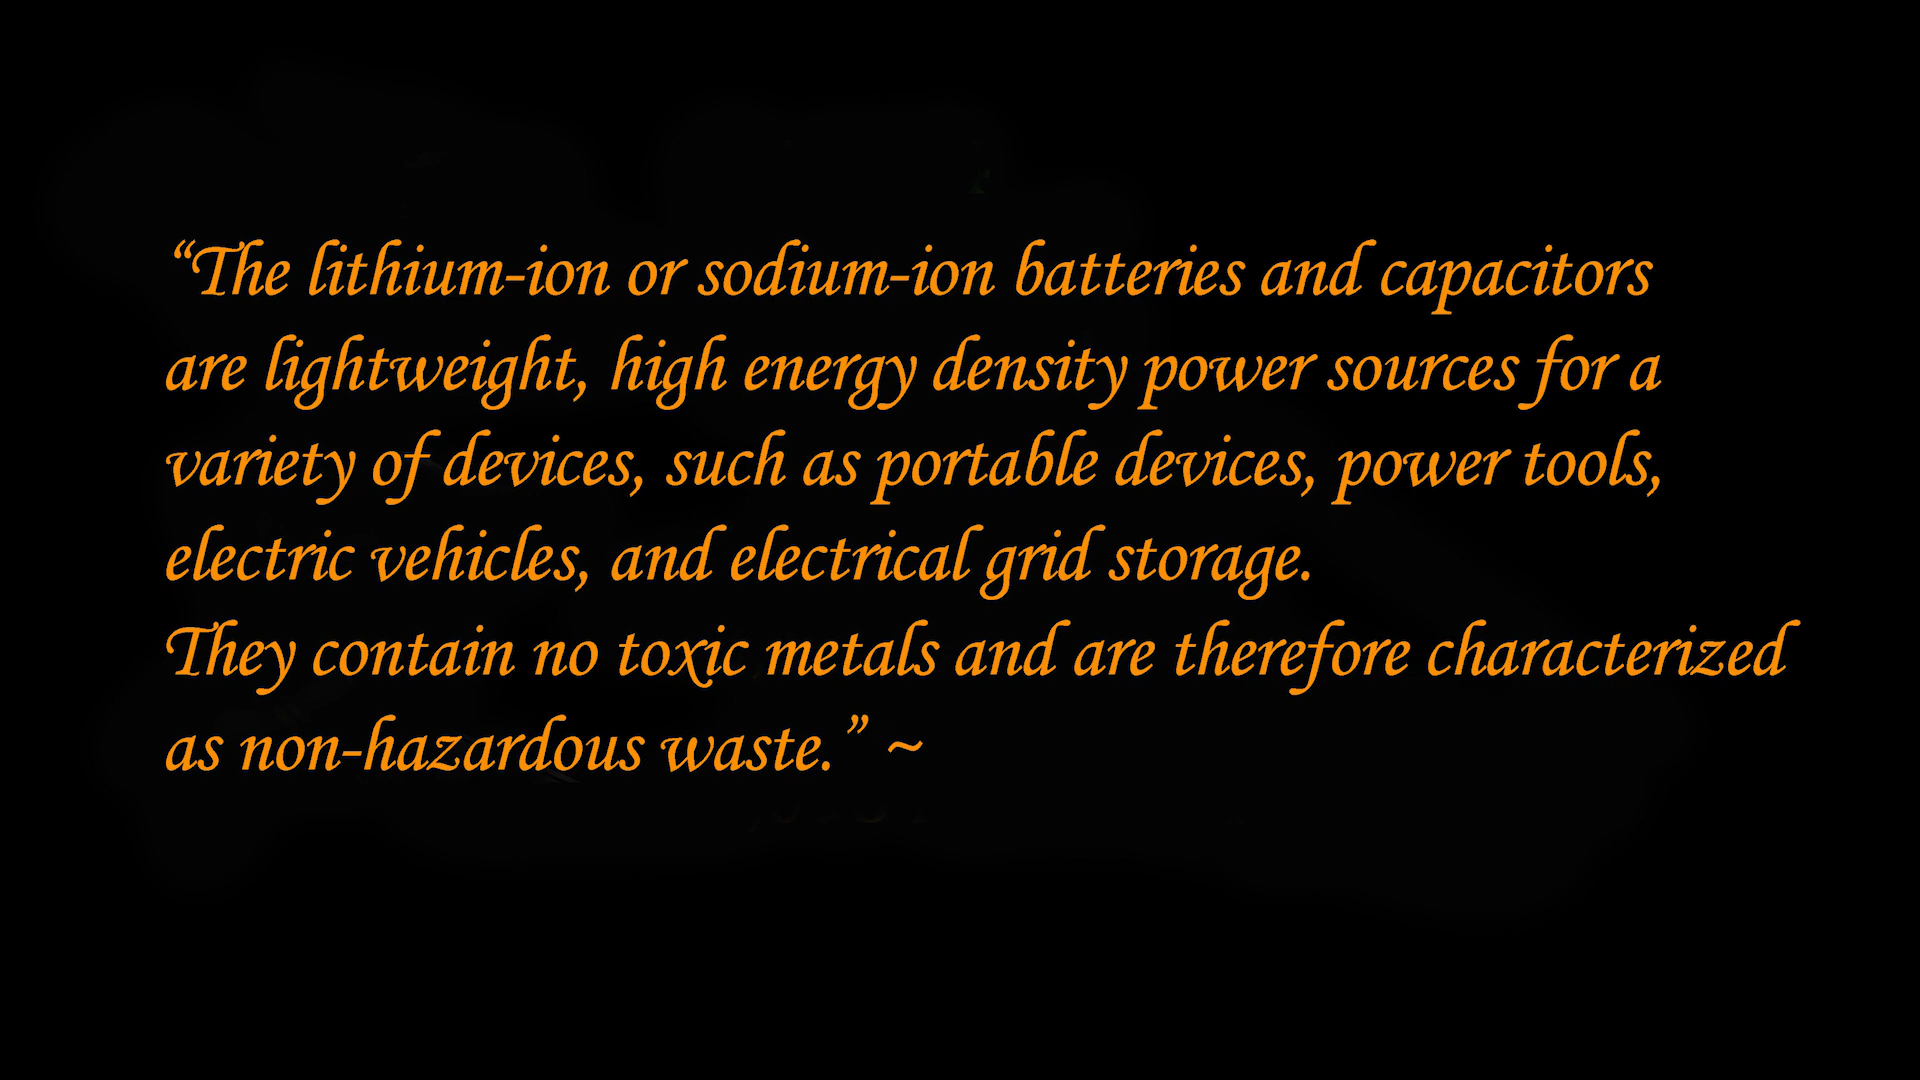 “The lithium-ion or sodium-ion batteries and capacitors
are lightweight, high energy density power sources for a
variety of devices, such as portable devices, power tools,
electric vehicles, and electrical grid storage.
They contain no toxic metals and are therefore characterized
as non-hazardous waste.” ~